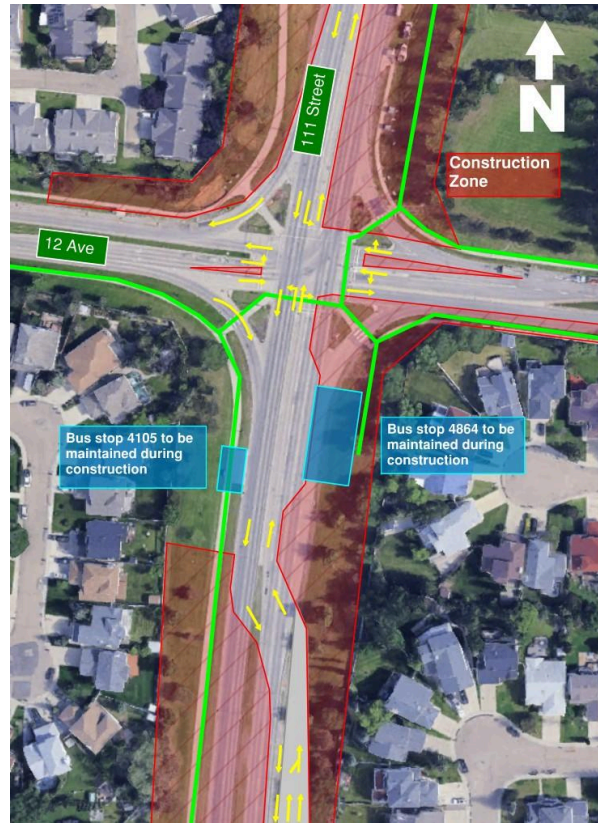 111 Street
N
Construction
Zone
12 Ave
Bus stop 4105 to be
maintained during
construction
Bus stop 4864 to be
maintained during
construction